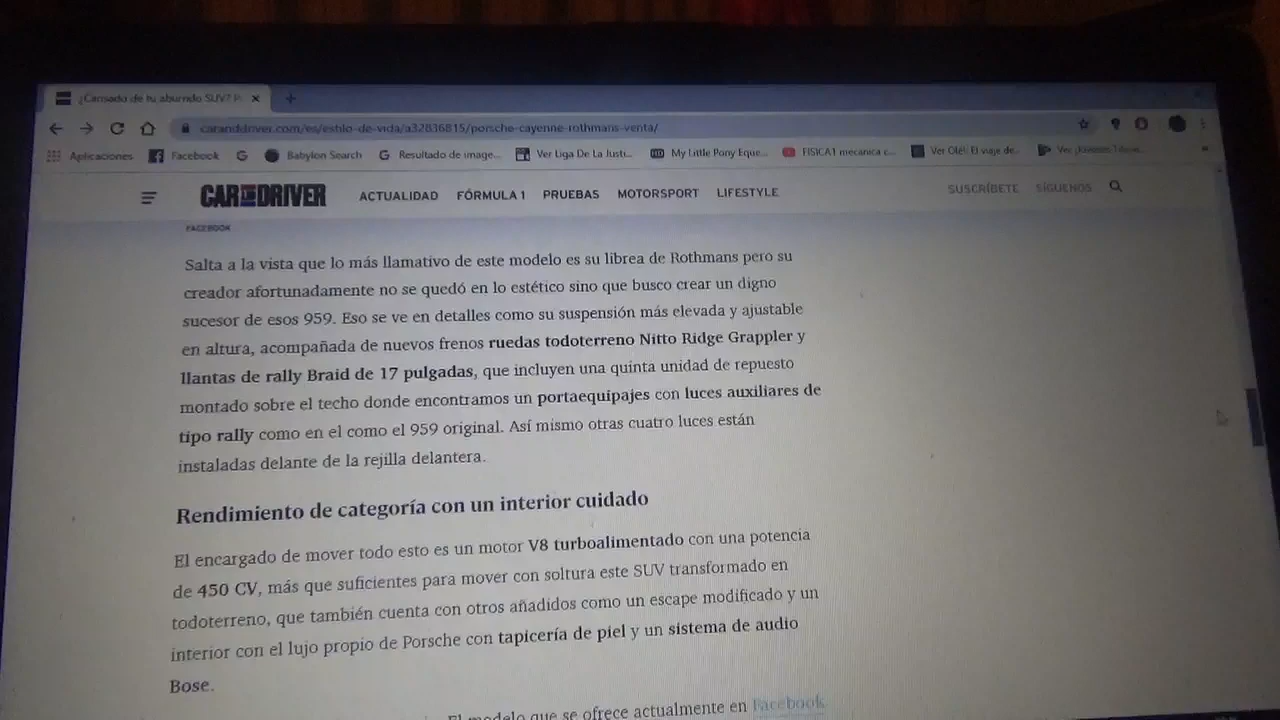 ¿Cansado de tu aburrido SUV? P
caranddriver.com/es/estilo-de-vida/a32836815/porsche-cayenne-rothmans-venta/
Aplicaciones Facebook Babylon Search Resultado de image... Ver Liga De La Justi... My Little Pony Eque... FISICA1 mecanica c... Ver Olé!: El viaje de... Ver
CAR AND DRIVER ACTUALIDAD FÓRMULA 1 PRUEBAS MOTORSPORT LIFESTYLE SUSCRÍBETE SÍGUENOS
FACEBOOK
Salta a la vista que lo más llamativo de este modelo es su librea de Rothmans pero su
creador afortunadamente no se quedó en lo estético sino que busco crear un digno
sucesor de esos 959. Eso se ve en detalles como su suspensión más elevada y ajustable
en altura, acompañada de nuevos frenos ruedas todoterreno Nitto Ridge Grappler y
llantas de rally Braid de 17 pulgadas, que incluyen una quinta unidad de repuesto
montado sobre el techo donde encontramos un portaequipajes con luces auxiliares de
tipo rally como en el como el 959 original. Así mismo otras cuatro luces están
instaladas delante de la rejilla delantera.
Rendimiento de categoría con un interior cuidado
El encargado de mover todo esto es un motor V8 turboalimentado con una potencia
de 450 CV, más que suficientes para mover con soltura este SUV transformado en
todoterreno, que también cuenta con otros añadidos como un escape modificado y un
interior con el lujo propio de Porsche con tapicería de piel y un sistema de audio
Bose.
El modelo que se ofrece actualmente en Facebook